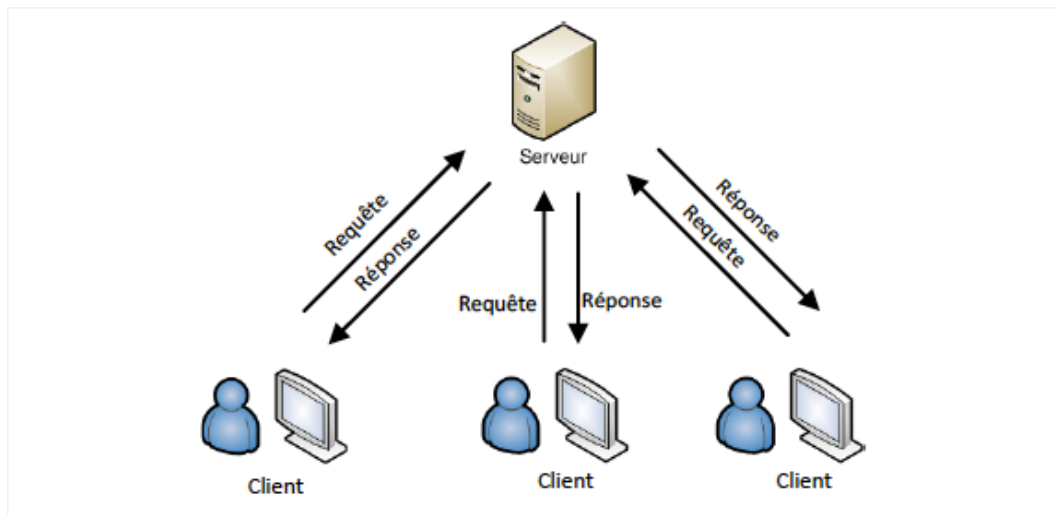 Serveur
Requête
Réponse
Requête
Réponse
Réponse
Requête
Client
Client
Client